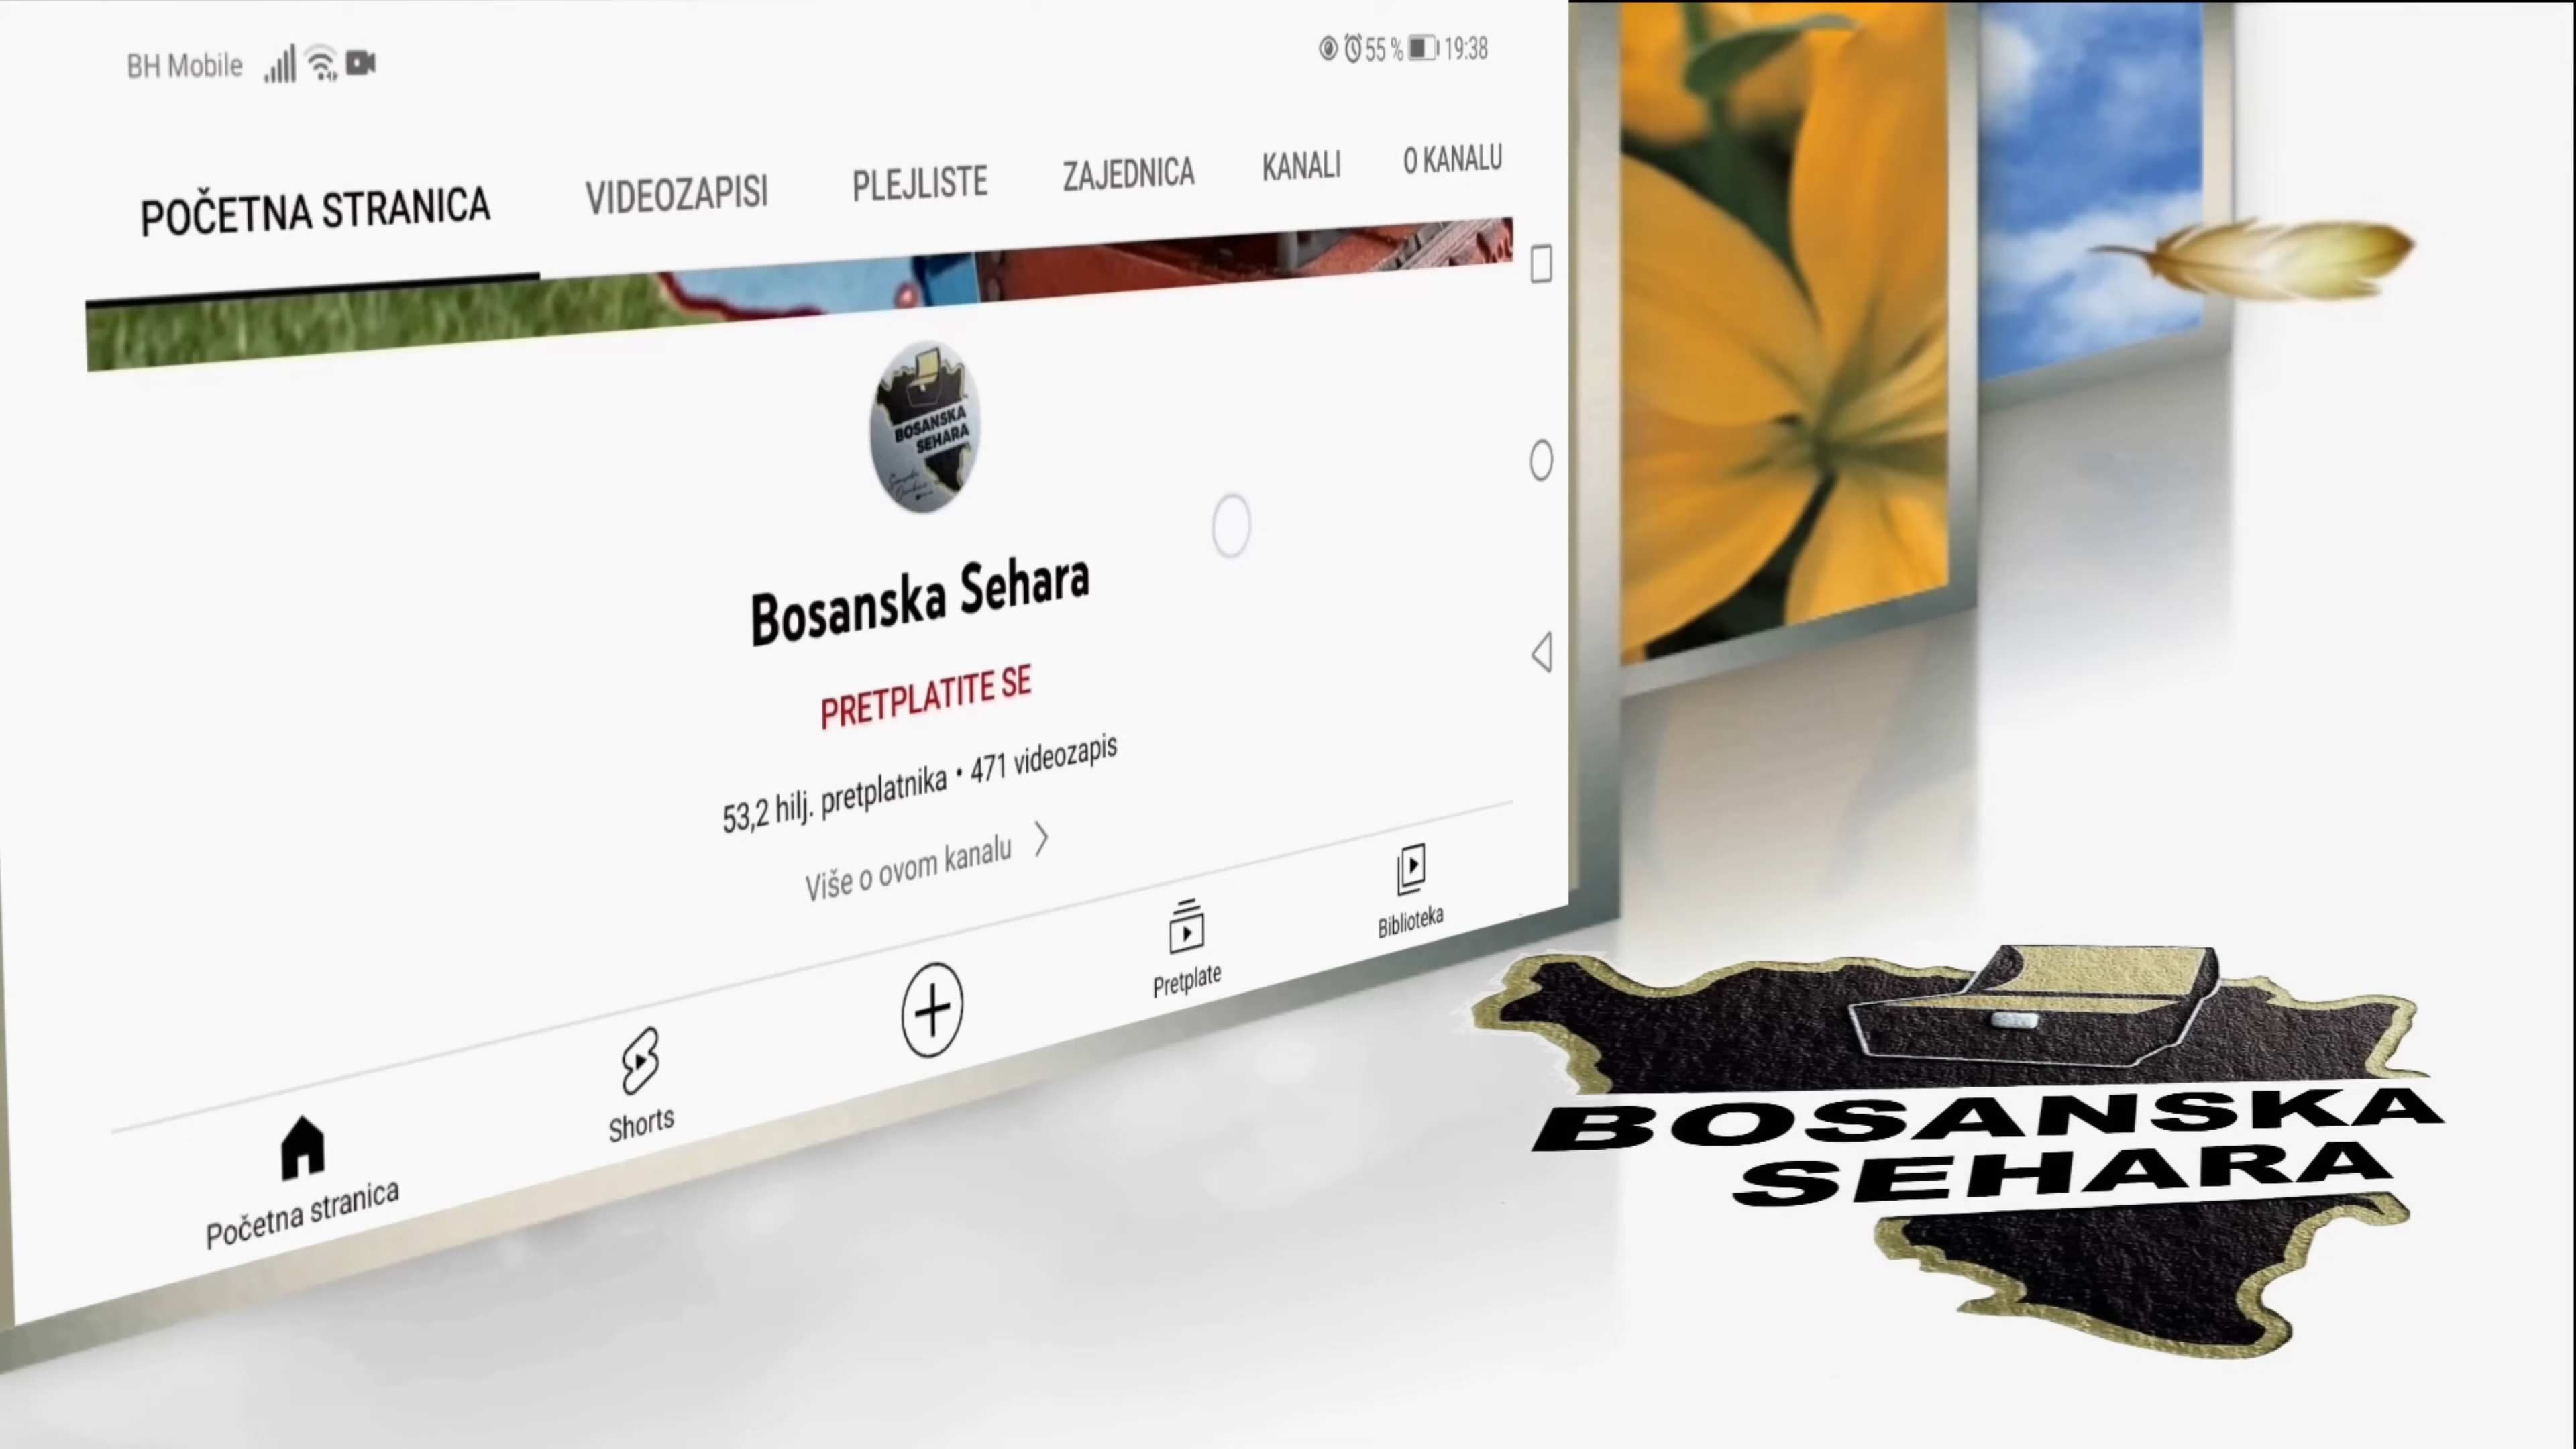 BH Mobile
55 % 19:38
POČETNA STRANICA VIDEOZAPISI PLEJLISTE ZAJEDNICA KANALI O KANALU
BOSANSKA
SEHARA
Bosanska Sehara
PRETPLATITE SE
53,2 hilj. pretplatnika • 471 videozapis
Više o ovom kanalu
Početna stranica
Shorts
Pretplate
Biblioteka
BOSANSKA
SEHARA